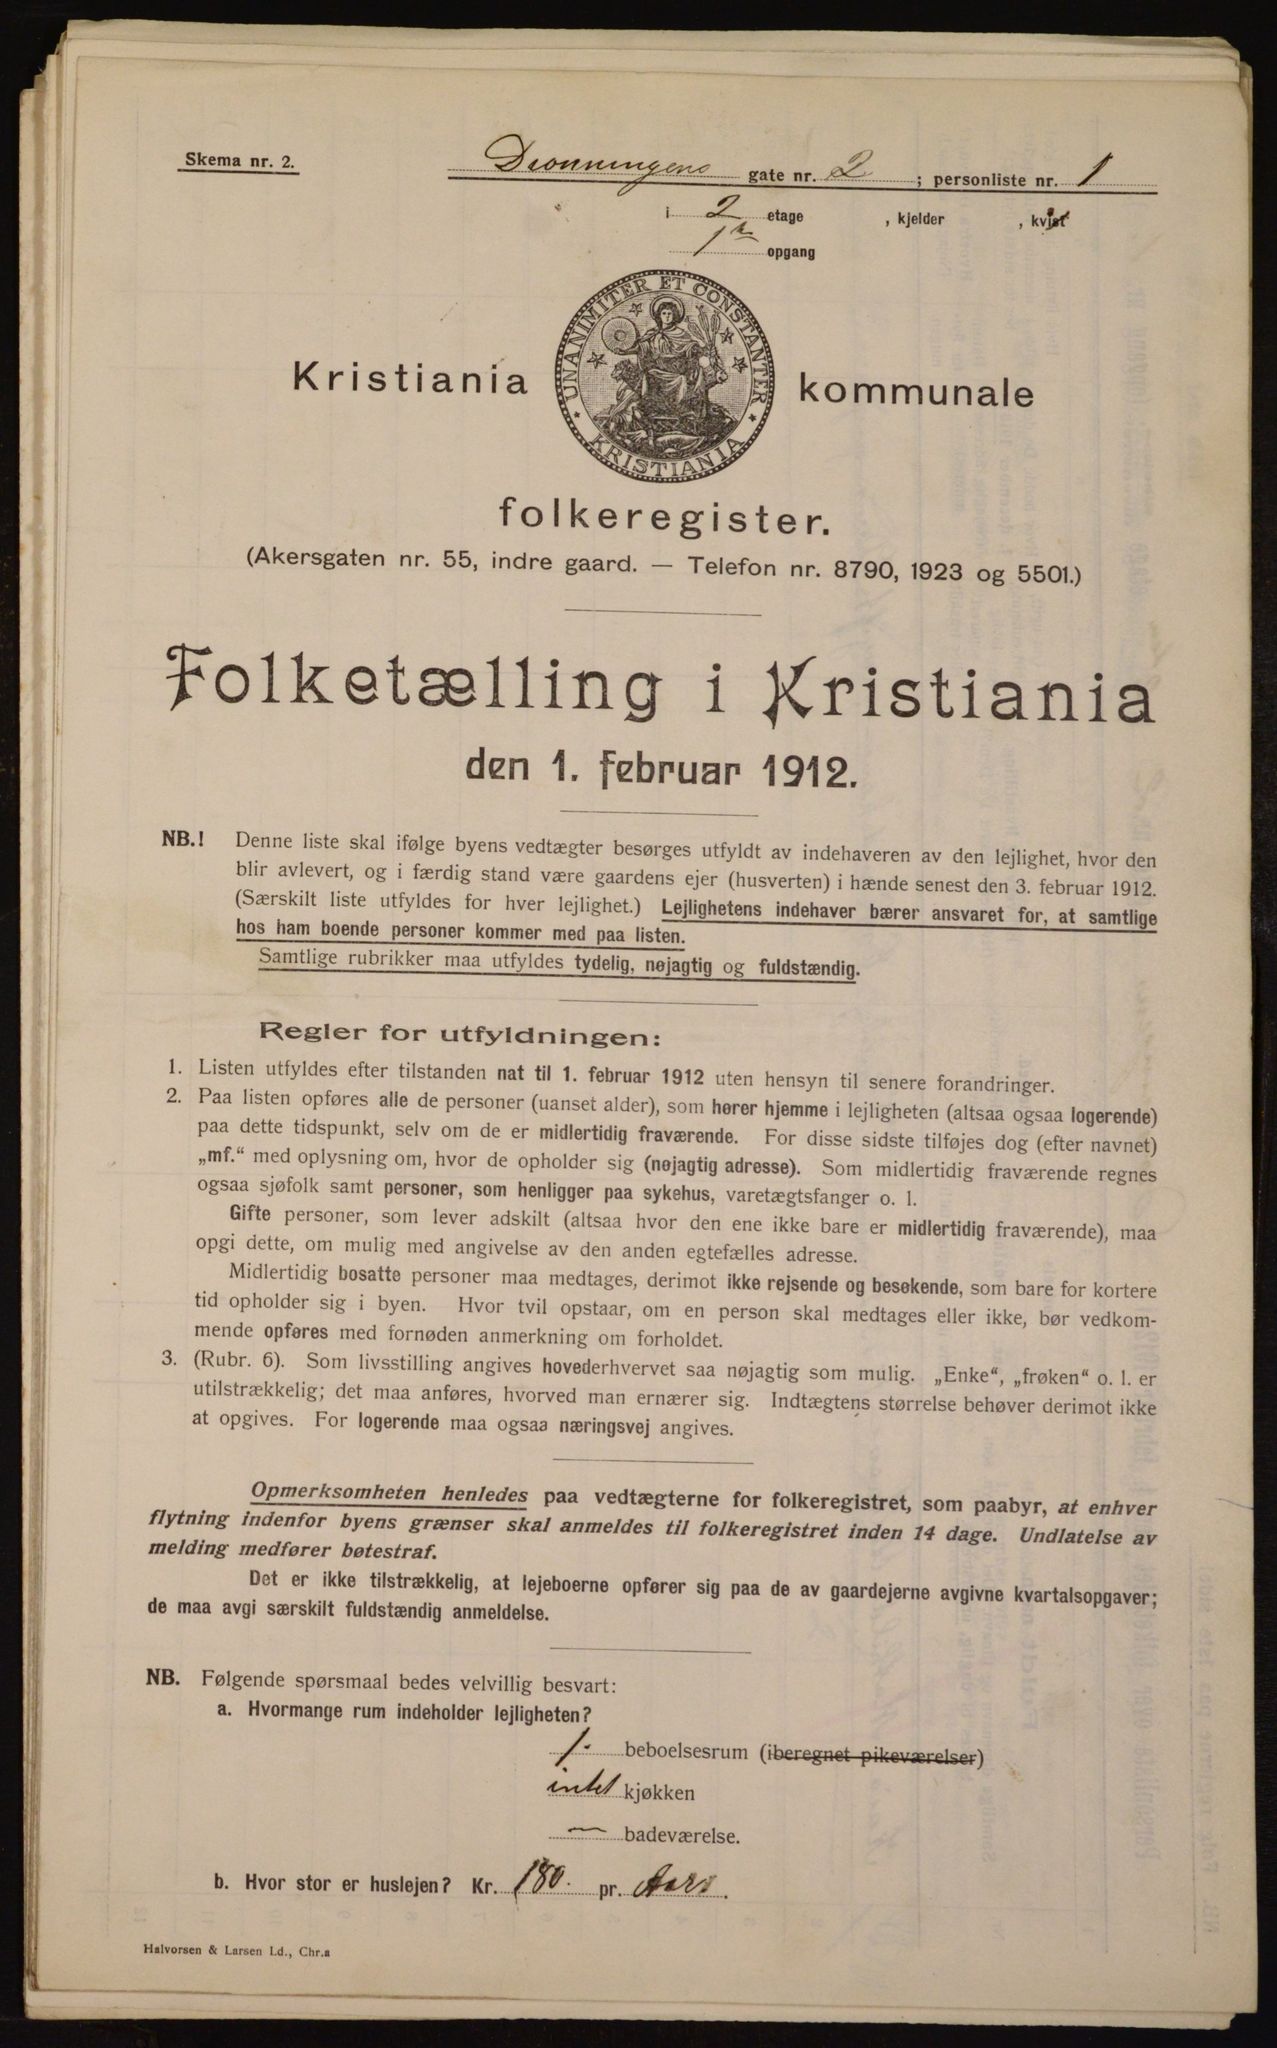 Skema nr. 2.
Dronningens gate nr. 2 ; personliste nr. 1
i 2 etage , kjelder , kvist
1ste opgang
UNANIMITER ET CONSTANTER
KRISTIANIA
Kristiania kommunale
folkeregister.
(Akersgaten nr. 55, indre gaard. — Telefon nr. 8790, 1923 og 5501.)
Folketælling i Kristiania
den 1. februar 1912.
NB.! Denne liste skal ifølge byens vedtægter besørges utfyldt av indehaveren av den lejlighet, hvor den
blir avlevert, og i færdig stand være gaardens ejer (husverten) i hænde senest den 3. februar 1912.
(Særskilt liste utfyldes for hver lejlighet.) Lejlighetens indehaver bærer ansvaret for, at samtlige
hos ham boende personer kommer med paa listen.
Samtlige rubrikker maa utfyldes tydelig, nøjagtig og fuldstændig.
Regler for utfyldningen:
1. Listen utfyldes efter tilstanden nat til 1. februar 1912 uten hensyn til senere forandringer.
2. Paa listen opføres alle de personer (uanset alder), som hører hjemme i lejligheten (altsaa ogsaa logerende)
paa dette tidspunkt, selv om de er midlertidig fraværende. For disse sidste tilføjes dog (efter navnet)
„mf.“ med oplysning om, hvor de opholder sig (nøjagtig adresse). Som midlertidig fraværende regnes
ogsaa sjøfolk samt personer, som henligger paa sykehus, varetægtsfanger o. l.
Gifte personer, som lever adskilt (altsaa hvor den ene ikke bare er midlertidig fraværende), maa
opgi dette, om mulig med angivelse av den anden egtefælles adresse.
Midlertidig bosatte personer maa medtages, derimot ikke rejsende og besøkende, som bare for kortere
tid opholder sig i byen. Hvor tvil opstaar, om en person skal medtages eller ikke, bør vedkom-
mende opføres med fornøden anmerkning om forholdet.
3. (Rubr. 6). Som livsstilling angives hovederhvervet saa nøjagtig som mulig. „Enke“, „frøken“ o. l. er
utilstrækkelig; det maa anføres, hvorved man ernærer sig. Indtægtens størrelse behøver derimot ikke
at opgives. For logerende maa ogsaa næringsvej angives.
Opmerksomheten henledes paa vedtægterne for folkeregistret, som paabyr, at enhver
flytning indenfor byens grænser skal anmeldes til folkeregistret inden 14 dage. Undlatelse av
melding medfører bøtestraf.
Det er ikke tilstrækkelig, at lejeboerne opfører sig paa de av gaardejerne avgivne kvartalsopgaver;
de maa avgi særskilt fuldstændig anmeldelse.
NB. Følgende spørsmaal bedes velvillig besvart:
a. Hvormange rum indeholder lejligheten?
1. beboelsesrum (iberegnet pikeværelser)
intet kjøkken
— badeværelse.
b. Hvor stor er huslejen? Kr. 180. pr. Aar.
Halvorsen & Larsen Ld., Chr.a